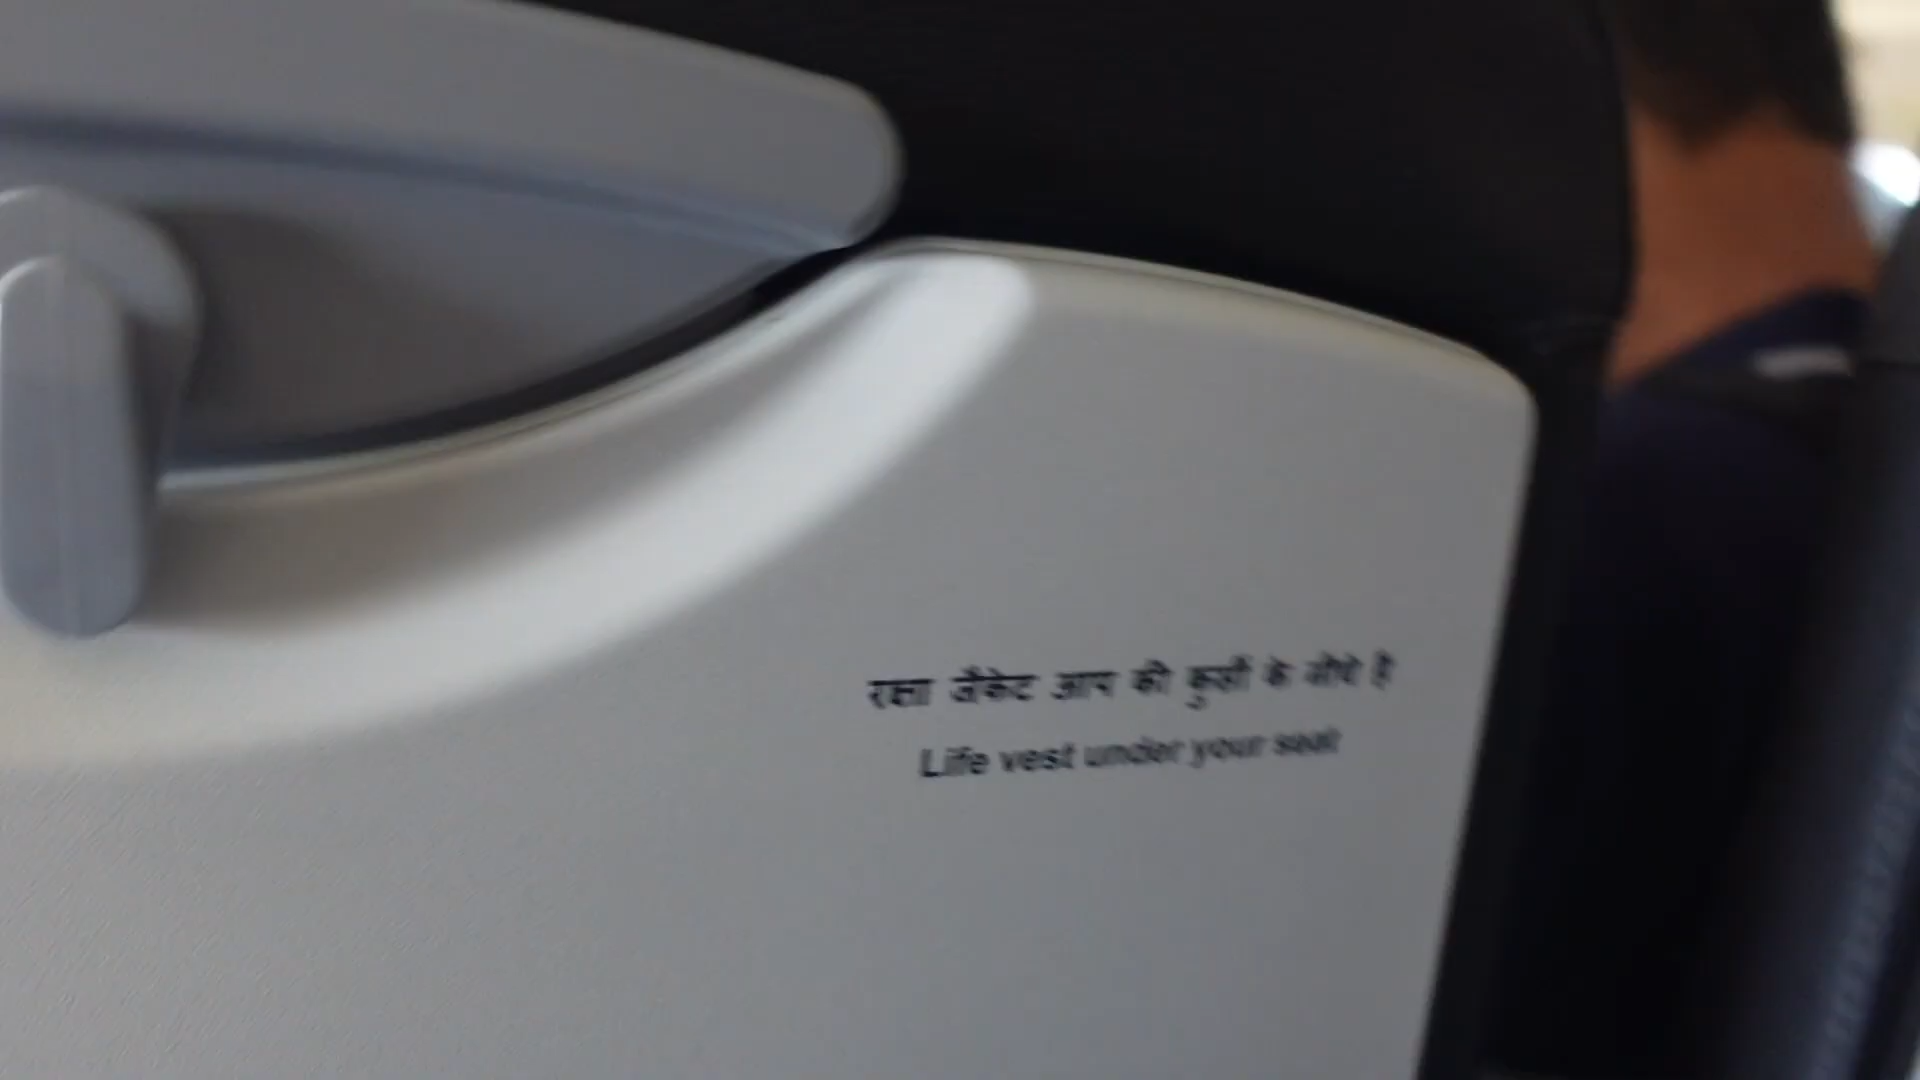 रक्षा जैकेट आप की कुर्सी के नीचे है
Life vest under your seat